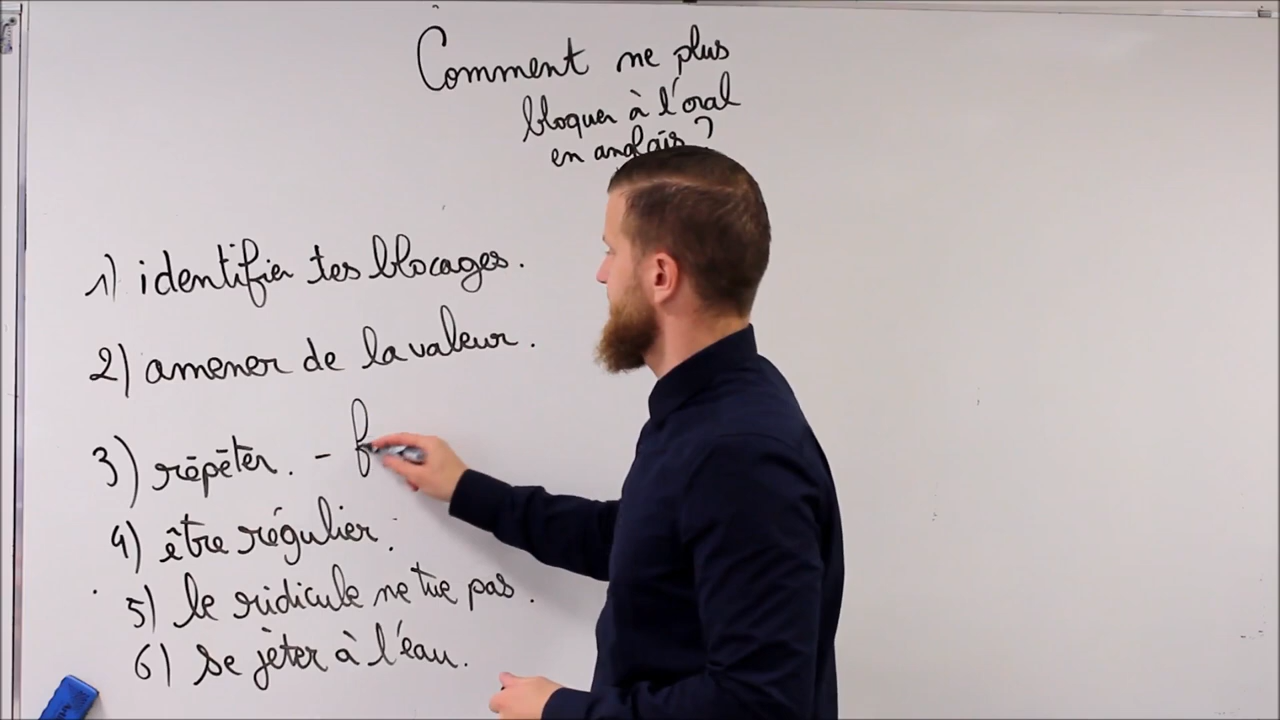 Comment ne plus
bloquer à l'oral
en anglais ?
1) identifier tes blocages.
2) amener de la valeur.
3) répéter. - f
4) être régulier.
5) le ridicule ne tue pas.
6) se jeter à l'eau.